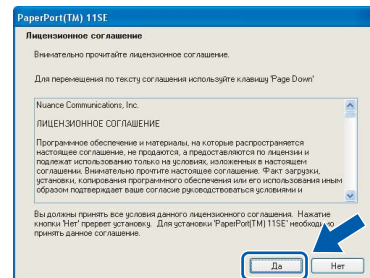 PaperPort(TM) 11SE
Лицензионное соглашение
Внимательно прочитайте лицензионное соглашение.
Для перемещения по тексту соглашения используйте клавишу 'Page Down'
Nuance Communications, Inc.
ЛИЦЕНЗИОННОЕ СОГЛАШЕНИЕ
Программное обеспечение и материалы, на которые распространяется
настоящее соглашение, не продаются, а предоставляются по лицензии и
подлежат использованию только на условиях, изложенных в настоящем
соглашении. Внимательно прочтите настоящее соглашение. Факт загрузки,
установки, копирования программного обеспечения или его использования иным
образом подтверждает ваше согласие руководствоваться условиями и
Вы должны принять все условия данного лицензионного соглашения. Нажатие
кнопки 'Нет' прервет установку. Для установки 'PaperPort(TM) 11SE' необходимо
принять данное соглашение.
Да
Нет